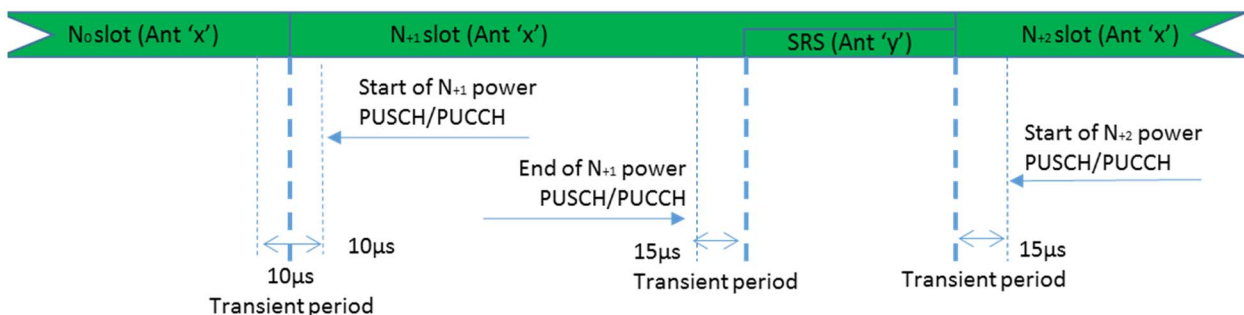 N₀ slot (Ant ‘x’)
N₊₁ slot (Ant ‘x’)
SRS (Ant ‘y’)
N₊₂ slot (Ant ‘x’)
Start of N₊₁ power
PUSCH/PUCCH
End of N₊₁ power
PUSCH/PUCCH
Start of N₊₂ power
PUSCH/PUCCH
10µs
10µs
Transient period
15µs
Transient period
15µs
Transient period